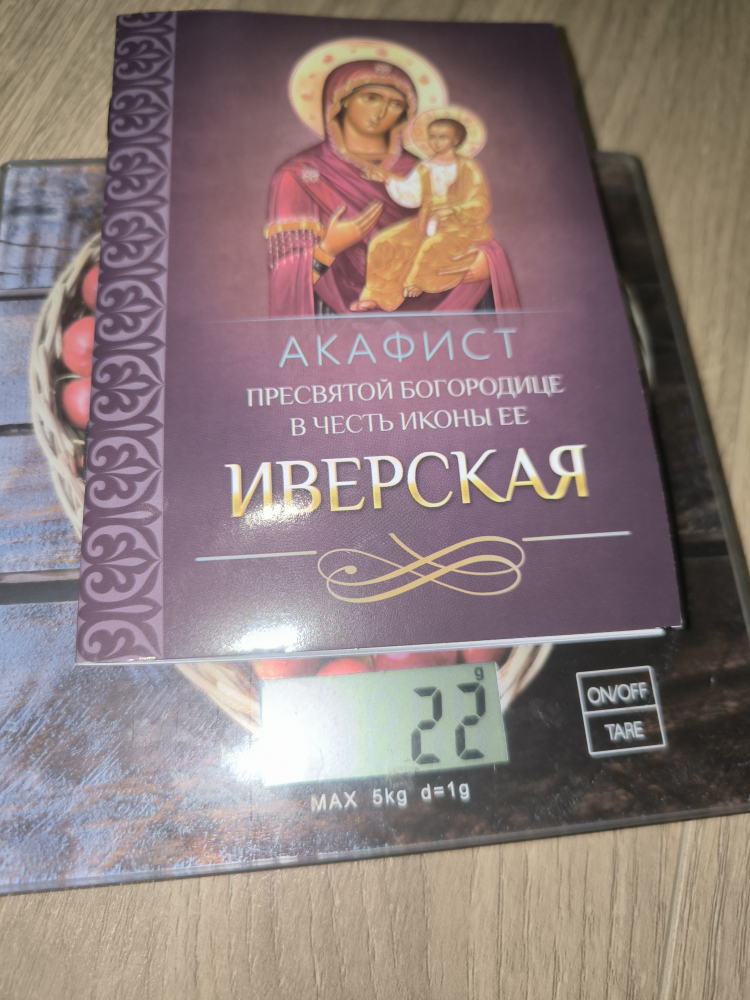 АКАФИСТ
ПРЕСВЯТОЙ БОГОРОДИЦЕ
В ЧЕСТЬ ИКОНЫ ЕЕ
ИВЕРСКАЯ
g
22
ON/OFF
TARE
MAX 5kg d=1g